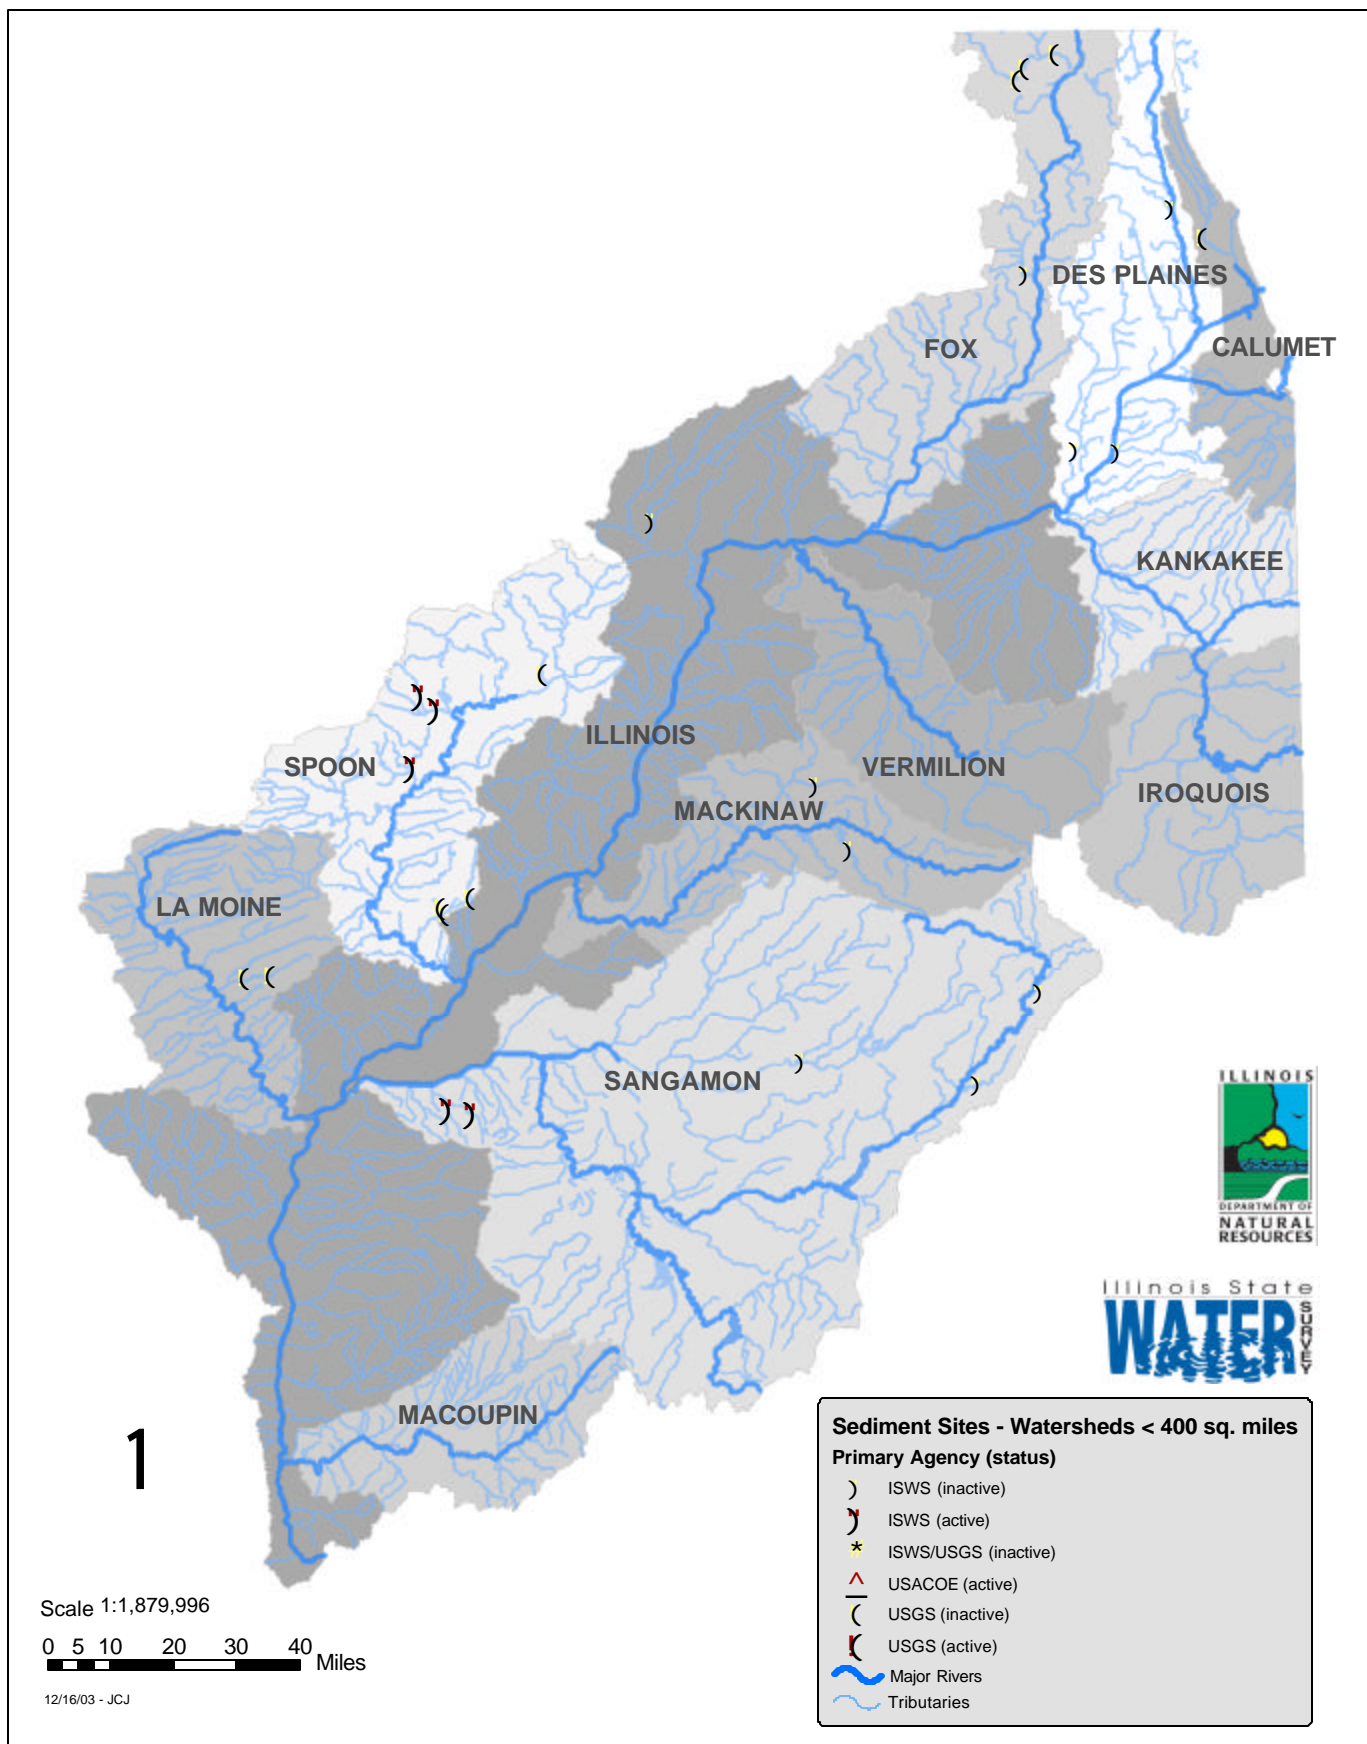 DES PLAINES
FOX
CALUMET
KANKAKEE
ILLINOIS
SPOON
VERMILION
IROQUOIS
MACKINAW
LA MOINE
SANGAMON
MACOUPIN
1
ILLINOIS
DEPARTMENT OF
NATURAL
RESOURCES
Illinois State
WATER
SURVEY
Sediment Sites - Watersheds < 400 sq. miles
Primary Agency (status)
ISWS (inactive)
ISWS (active)
ISWS/USGS (inactive)
USACOE (active)
USGS (inactive)
USGS (active)
Major Rivers
Tributaries
Scale 1:1,879,996
0 5 10 20 30 40 Miles
12/16/03 - JCJ